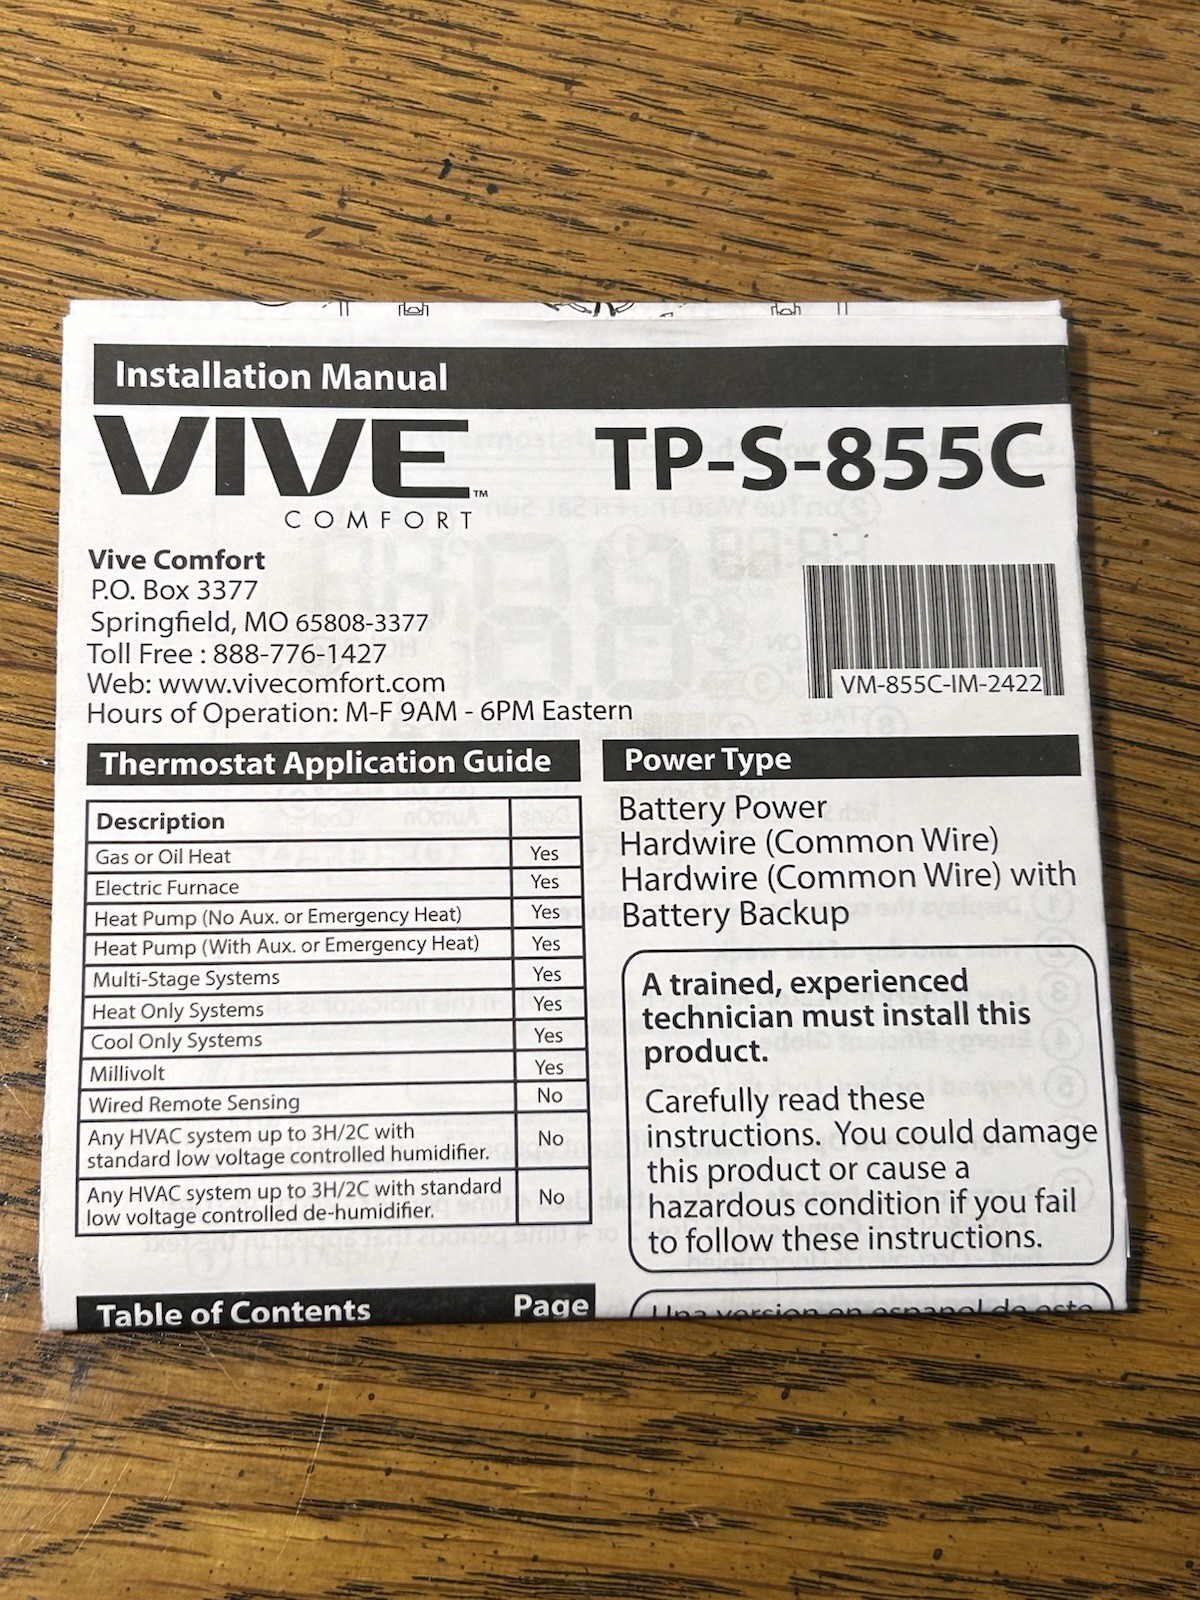 Installation Manual
VIVE™
COMFORT
TP-S-855C
Vive Comfort
P.O. Box 3377
Springfield, MO 65808-3377
Toll Free : 888-776-1427
Web: www.vivecomfort.com
Hours of Operation: M-F 9AM - 6PM Eastern
VM-855C-IM-2422
Thermostat Application Guide
Description
Gas or Oil Heat Yes
Electric Furnace Yes
Heat Pump (No Aux. or Emergency Heat) Yes
Heat Pump (With Aux. or Emergency Heat) Yes
Multi-Stage Systems Yes
Heat Only Systems Yes
Cool Only Systems Yes
Millivolt Yes
Wired Remote Sensing No
Any HVAC system up to 3H/2C with
standard low voltage controlled humidifier. No
Any HVAC system up to 3H/2C with standard
low voltage controlled de-humidifier. No
Power Type
Battery Power
Hardwire (Common Wire)
Hardwire (Common Wire) with
Battery Backup
A trained, experienced
technician must install this
product.
Carefully read these
instructions. You could damage
this product or cause a
hazardous condition if you fail
to follow these instructions.
Table of Contents Page
Una version en espanol de este